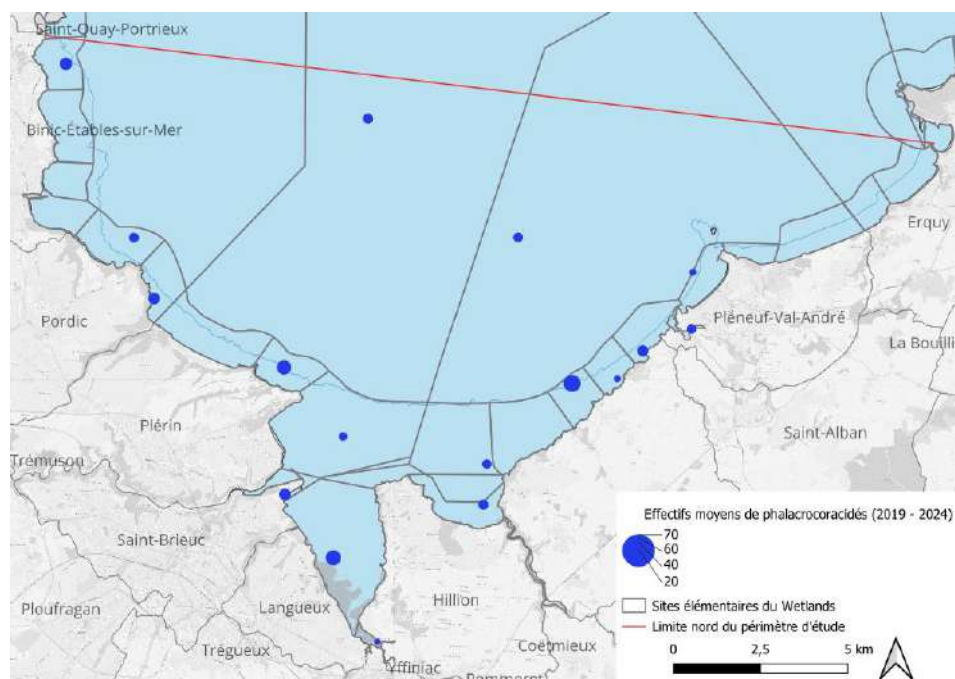 Saint-Quay-Portrieux
Binic-Étables-sur-Mer
Erquy
Pordic
Pléneuf-Val-André
La Bouilli
Plérin
Saint-Alban
Trémuson
Saint-Brieuc
Ploufragan
Langueux
Hillion
Trégueux
Coëtmieux
Yffiniac
Pommeret
Effectifs moyens de phalacrocoracidés (2019 - 2024)
70
60
40
20
Sites élémentaires du Wetlands
Limite nord du périmètre d'étude
0 2,5 5 km